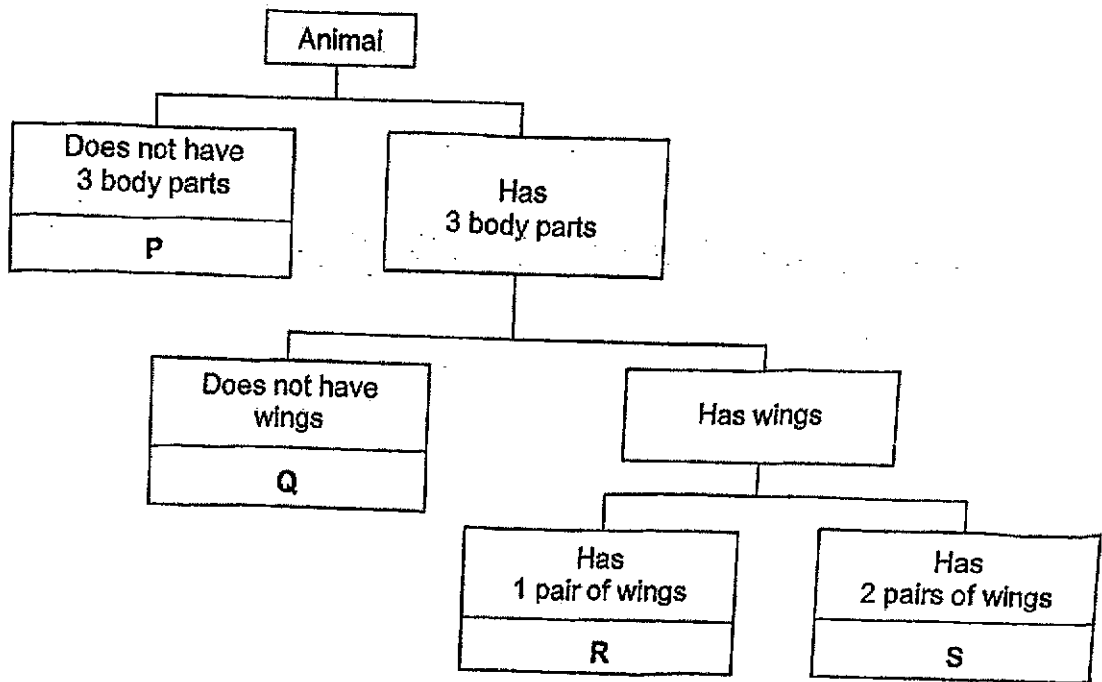 Animal
Does not have
3 body parts
P
Has
3 body parts
Does not have
wings
Q
Has wings
Has
1 pair of wings
R
Has
2 pairs of wings
S